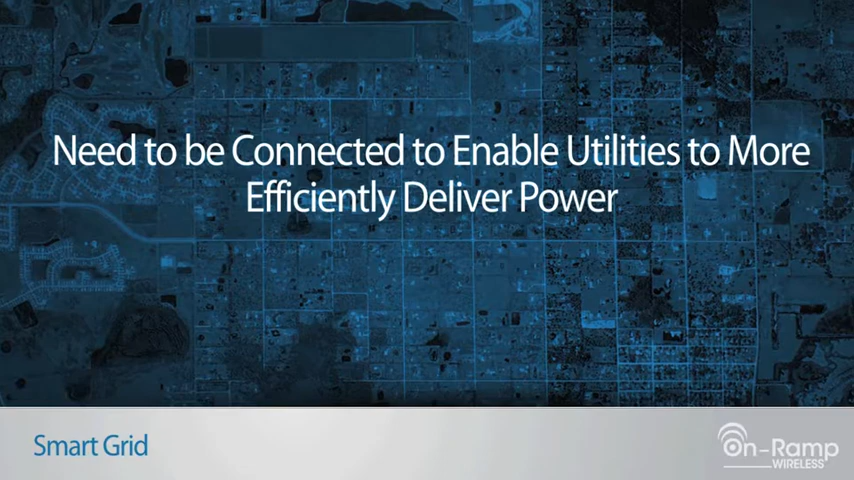 Need to be Connected to Enable Utilities to More
Efficiently Deliver Power
Smart Grid
On-Ramp
WIRELESS